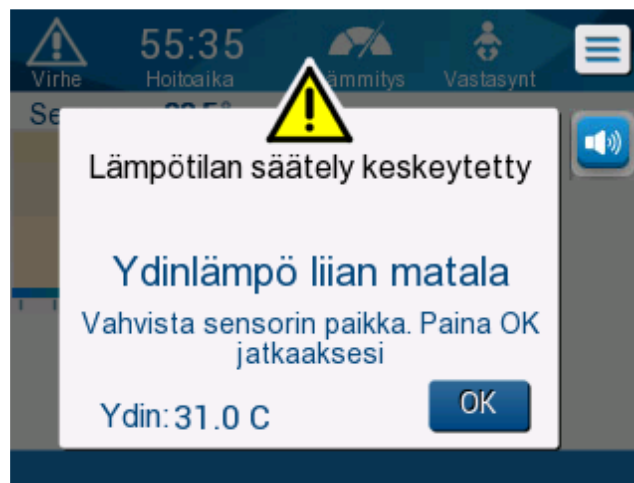 55:35
Virhe Hoitoaika Vastasynt
Lämpötilan säätely keskeytetty
Ydinlämpö liian matala
Vahvista sensorin paikka. Paina OK
jatkaaksesi
Ydin: 31.0 C OK